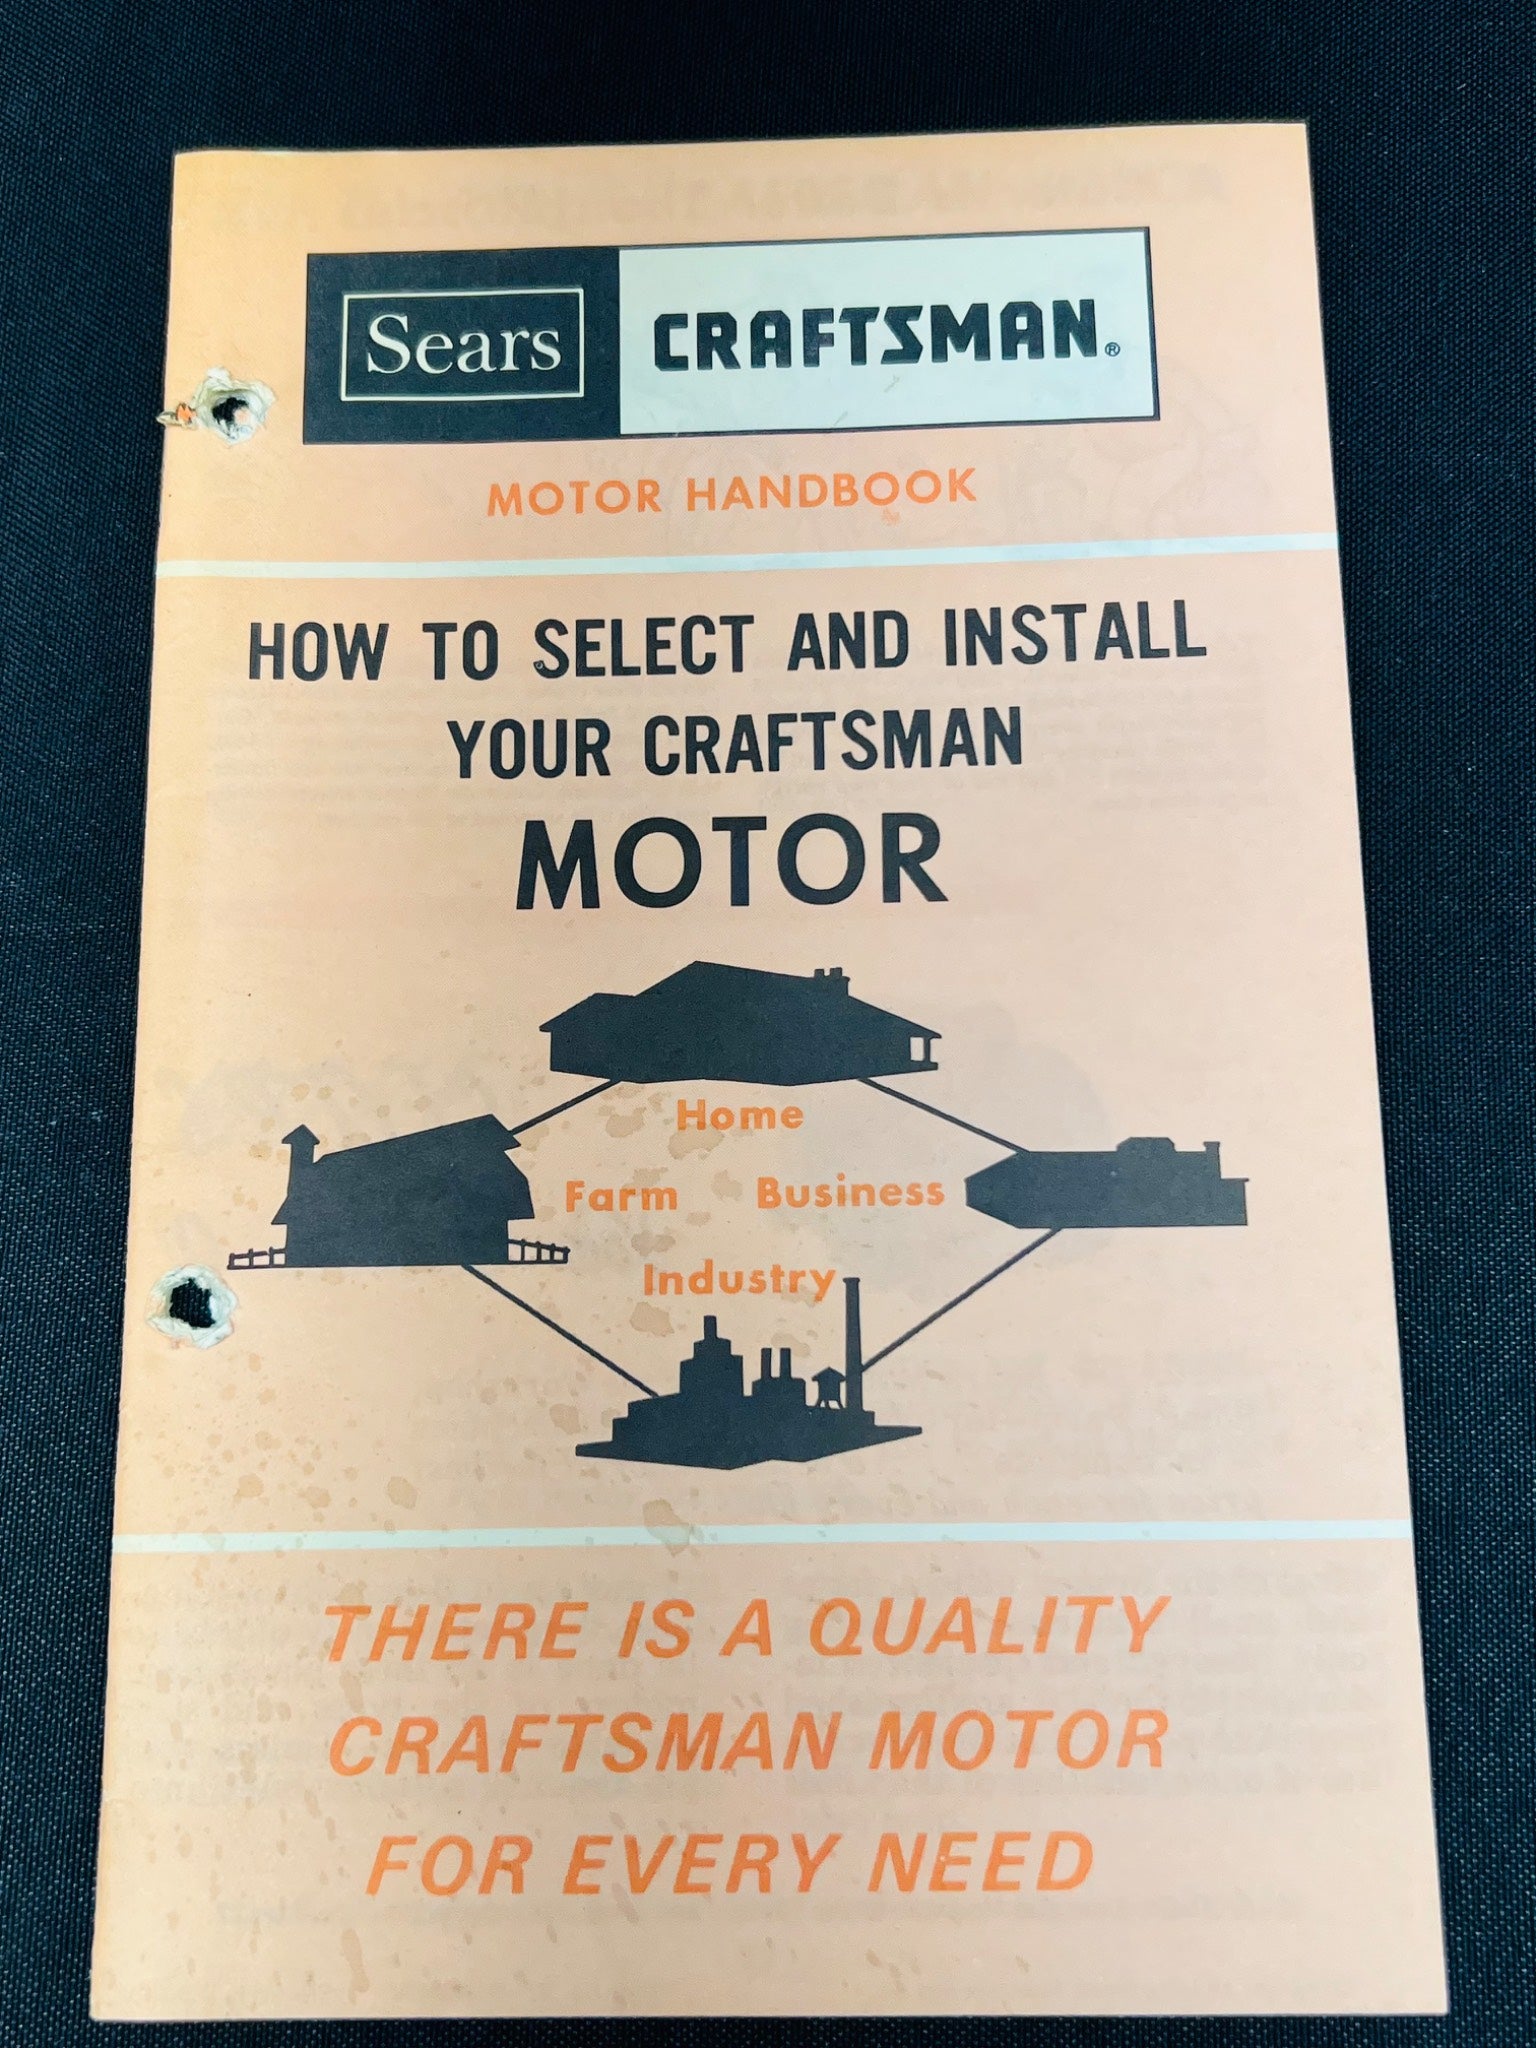 Sears CRAFTSMAN®
MOTOR HANDBOOK
HOW TO SELECT AND INSTALL
YOUR CRAFTSMAN
MOTOR
Home
Farm Business
Industry
THERE IS A QUALITY
CRAFTSMAN MOTOR
FOR EVERY NEED